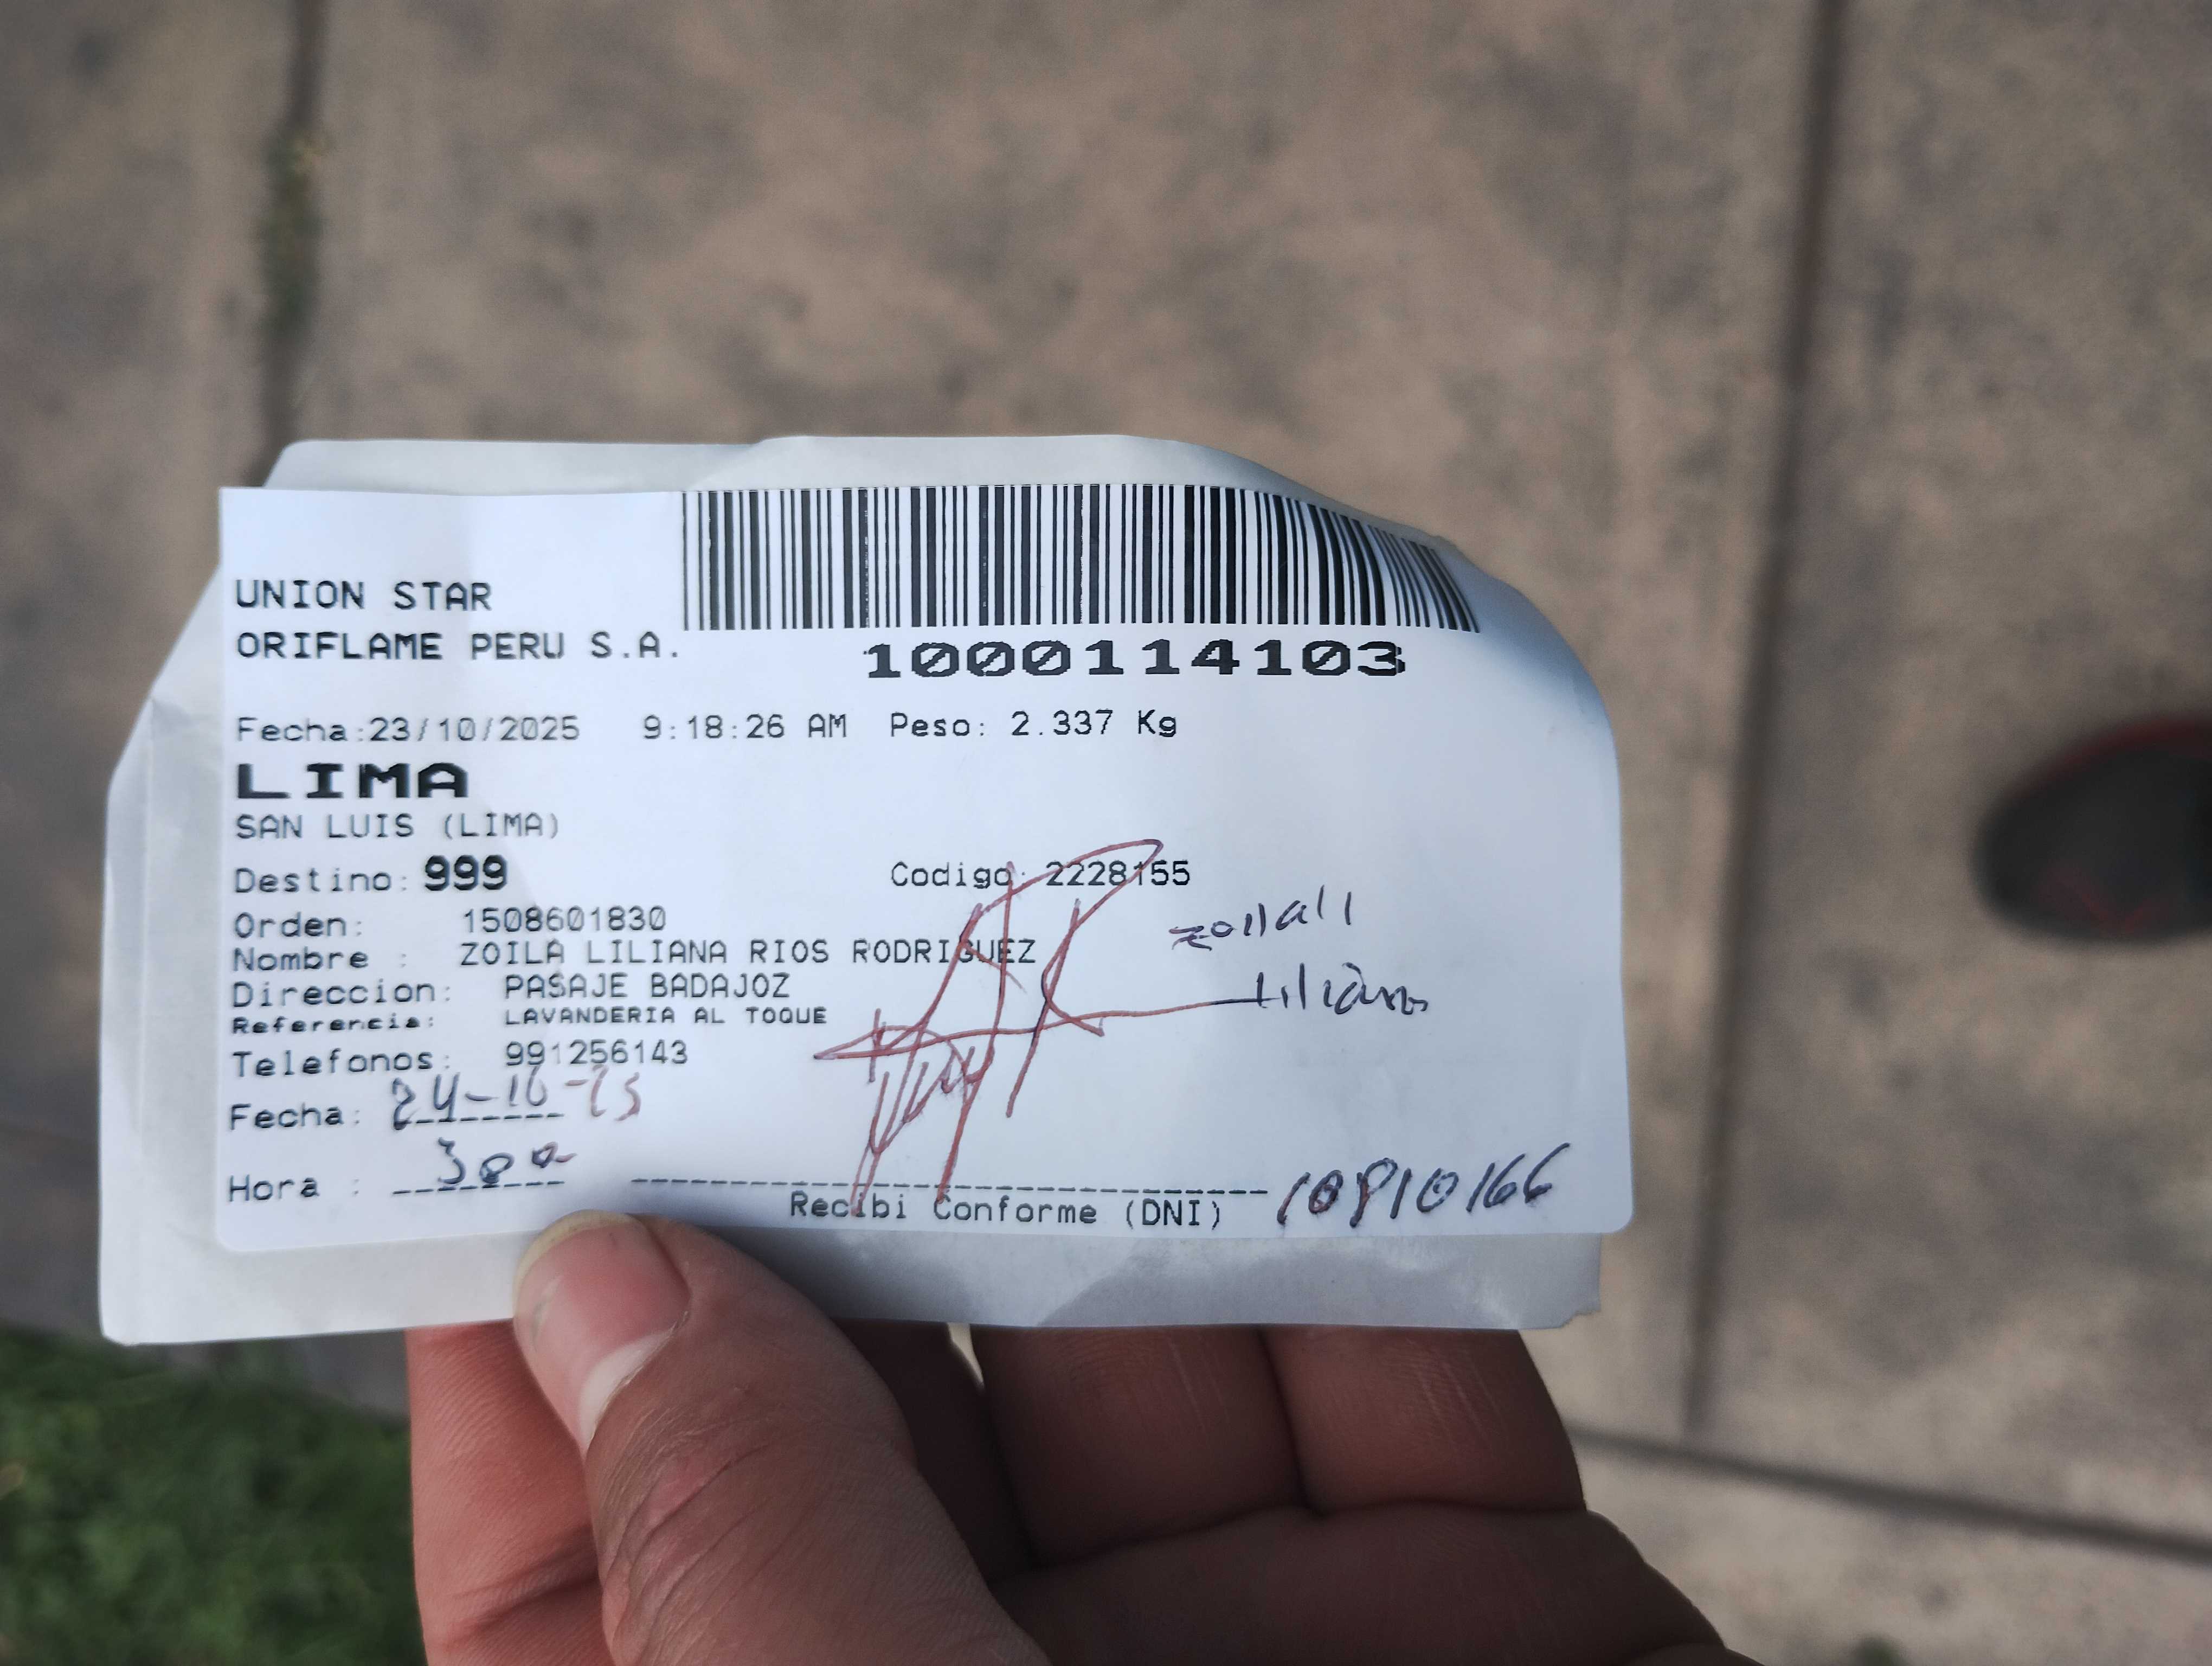 UNION STAR
ORIFLAME PERU S.A.
1000114103
Fecha:23/10/2025 9:18:26 AM Peso: 2.337 Kg
LIMA
SAN LUIS (LIMA)
Destino: 999 Codigo: 2228155
Orden: 1508601830
Nombre : ZOILA LILIANA RIOS RODRIGUEZ
Direccion: PASAJE BADAJOZ
Liliana
Referencia: LAVANDERIA AL TOQUE
Telefonos: 991256143
Fecha: 24-10-25
Hora : 300
Recibi Conforme (DNI) 10810166